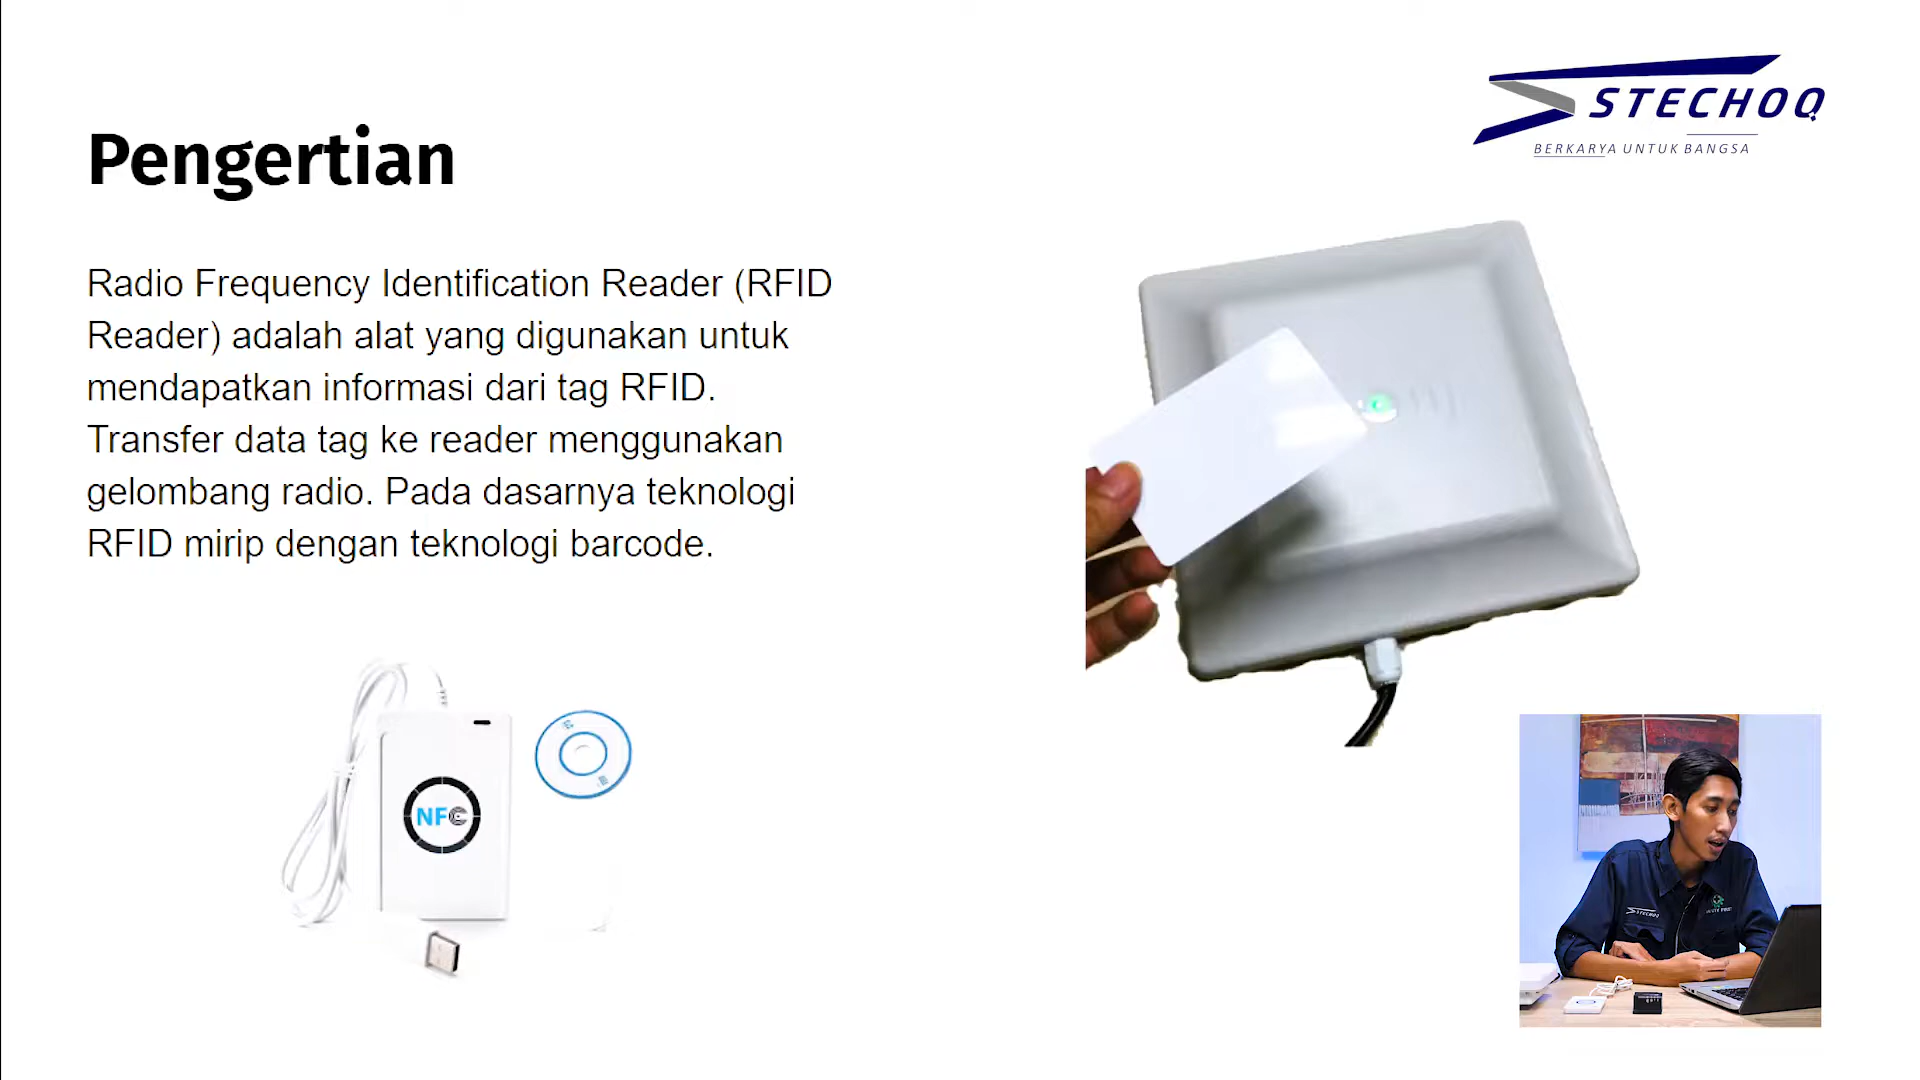 STECHOQ
BERKARYA UNTUK BANGSA
Pengertian
Radio Frequency Identification Reader (RFID
Reader) adalah alat yang digunakan untuk
mendapatkan informasi dari tag RFID.
Transfer data tag ke reader menggunakan
gelombang radio. Pada dasarnya teknologi
RFID mirip dengan teknologi barcode.
NFC
STECHOQ